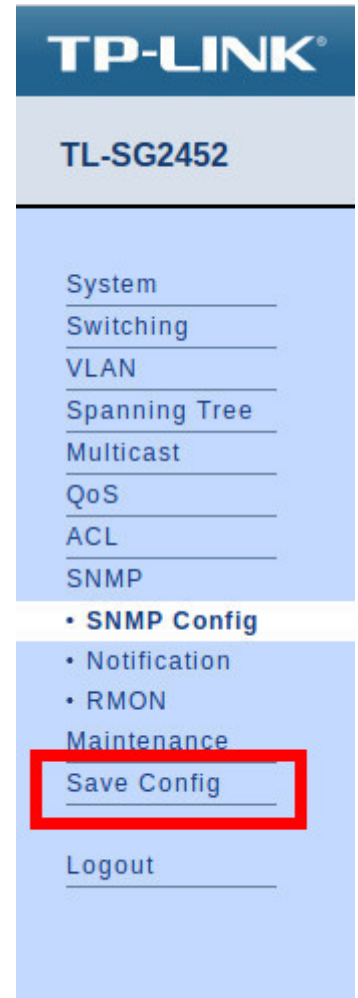 TP-LINK®
TL-SG2452
System
Switching
VLAN
Spanning Tree
Multicast
QoS
ACL
SNMP
• SNMP Config
• Notification
• RMON
Maintenance
Save Config
Logout